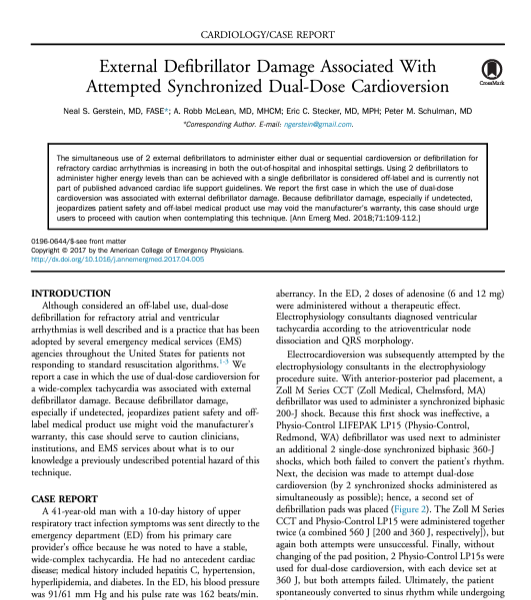 CARDIOLOGY/CASE REPORT
External Defibrillator Damage Associated With
Attempted Synchronized Dual-Dose Cardioversion
CrossMark
Neal S. Gerstein, MD, FASE*; A. Robb McLean, MD, MHCM; Eric C. Stecker, MD, MPH; Peter M. Schulman, MD
*Corresponding Author. E-mail: ngerstein@gmail.com.
The simultaneous use of 2 external defibrillators to administer either dual or sequential cardioversion or defibrillation for
refractory cardiac arrhythmias is increasing in both the out-of-hospital and inhospital settings. Using 2 defibrillators to
administer higher energy levels than can be achieved with a single defibrillator is considered off-label and is currently not
part of published advanced cardiac life support guidelines. We report the first case in which the use of dual-dose
cardioversion was associated with external defibrillator damage. Because defibrillator damage, especially if undetected,
jeopardizes patient safety and off-label medical product use may void the manufacturer's warranty, this case should urge
users to proceed with caution when contemplating this technique. [Ann Emerg Med. 2018;71:109-112.]
0196-0644/$-see front matter
Copyright © 2017 by the American College of Emergency Physicians.
http://dx.doi.org/10.1016/j.annemergmed.2017.04.005
INTRODUCTION
Although considered an off-label use, dual-dose
defibrillation for refractory atrial and ventricular
arrhythmias is well described and is a practice that has been
adopted by several emergency medical services (EMS)
agencies throughout the United States for patients not
responding to standard resuscitation algorithms.1-3 We
report a case in which the use of dual-dose cardioversion for
a wide-complex tachycardia was associated with external
defibrillator damage. Because defibrillator damage,
especially if undetected, jeopardizes patient safety and off-
label medical product use might void the manufacturer's
warranty, this case should serve to caution clinicians,
institutions, and EMS services about what is to our
knowledge a previously undescribed potential hazard of this
technique.
CASE REPORT
A 41-year-old man with a 10-day history of upper
respiratory tract infection symptoms was sent directly to the
emergency department (ED) from his primary care
provider's office because he was noted to have a stable,
wide-complex tachycardia. He had no antecedent cardiac
disease; medical history included hepatitis C, hypertension,
hyperlipidemia, and diabetes. In the ED, his blood pressure
was 91/61 mm Hg and his pulse rate was 162 beats/min.
aberrancy. In the ED, 2 doses of adenosine (6 and 12 mg)
were administered without a therapeutic effect.
Electrophysiology consultants diagnosed ventricular
tachycardia according to the atrioventricular node
dissociation and QRS morphology.
Electrocardioversion was subsequently attempted by the
electrophysiology consultants in the electrophysiology
procedure suite. With anterior-posterior pad placement, a
Zoll M Series CCT (Zoll Medical, Chelmsford, MA)
defibrillator was used to administer a synchronized biphasic
200-J shock. Because this first shock was ineffective, a
Physio-Control LIFEPAK LP15 (Physio-Control,
Redmond, WA) defibrillator was used next to administer
an additional 2 single-dose synchronized biphasic 360-J
shocks, which both failed to convert the patient's rhythm.
Next, the decision was made to attempt dual-dose
cardioversion (by 2 synchronized shocks administered as
simultaneously as possible); hence, a second set of
defibrillation pads was placed (Figure 2). The Zoll M Series
CCT and Physio-Control LP15 were administered together
twice (a combined 560 J [200 and 360 J, respectively]), but
again both attempts were unsuccessful. Finally, without
changing of the pad position, 2 Physio-Control LP15s were
used for dual-dose cardioversion, with each device set at
360 J, but both attempts failed. Ultimately, the patient
spontaneously converted to sinus rhythm while undergoing